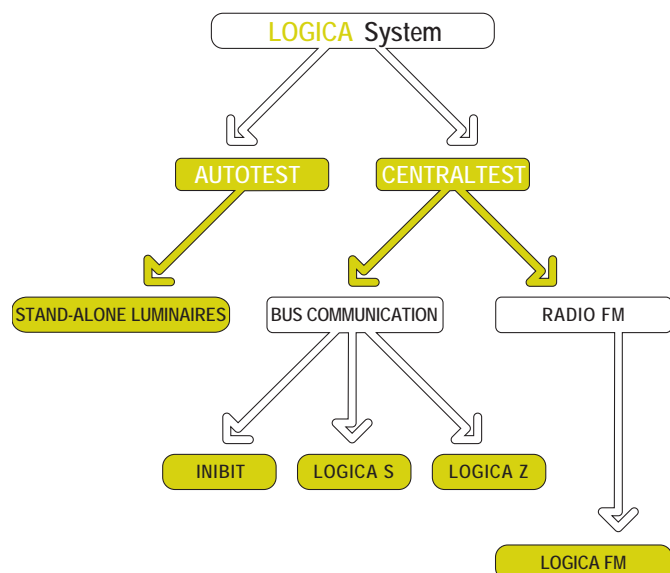 LOGICA System
AUTOTEST
CENTRALTEST
STAND-ALONE LUMINAIRES
BUS COMMUNICATION
RADIO FM
INIBIT
LOGICA S
LOGICA Z
LOGICA FM